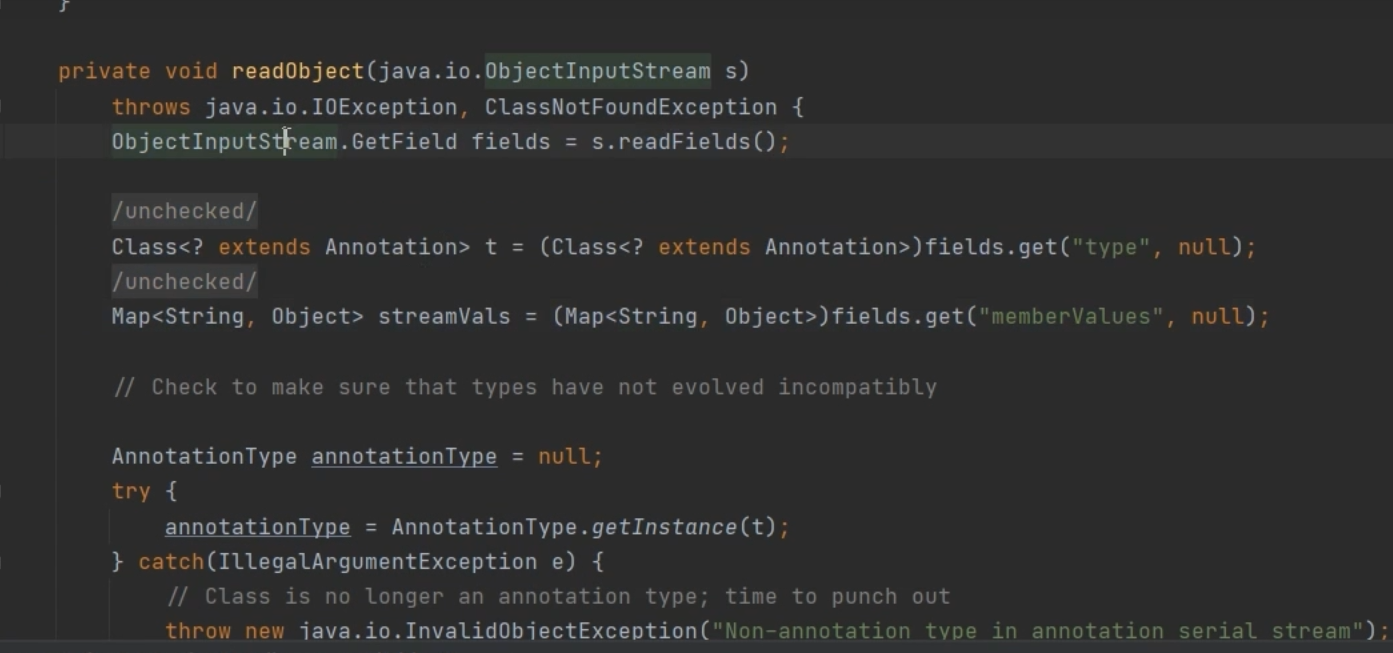 }
private void readObject(java.io.ObjectInputStream s)
throws java.io.IOException, ClassNotFoundException {
ObjectInputStream.GetField fields = s.readFields();
/unchecked/
Class<? extends Annotation> t = (Class<? extends Annotation>)fields.get("type", null);
/unchecked/
Map<String, Object> streamVals = (Map<String, Object>)fields.get("memberValues", null);
// Check to make sure that types have not evolved incompatibly
AnnotationType annotationType = null;
try {
annotationType = AnnotationType.getInstance(t);
} catch(IllegalArgumentException e) {
// Class is no longer an annotation type; time to punch out
throw new java.io.InvalidObjectException("Non-annotation type in annotation serial stream");